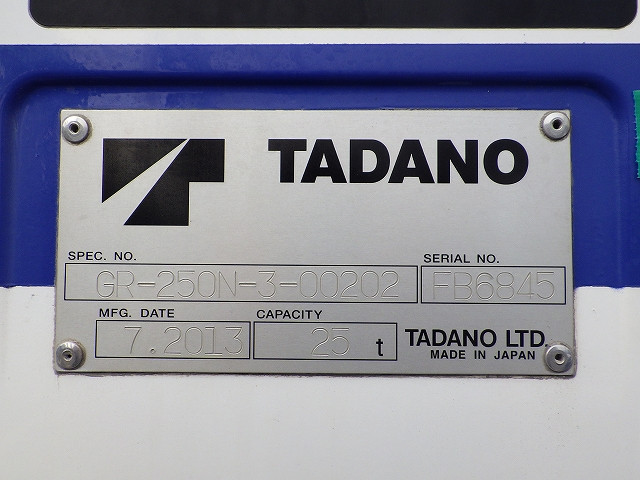 TADANO
SPEC. NO.
GR-250N-3-00202
SERIAL NO.
FB6845
MFG. DATE
7.2013
CAPACITY
25 t
TADANO LTD.
MADE IN JAPAN